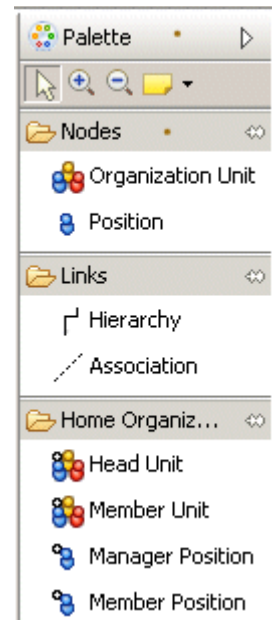 Palette
Nodes
Organization Unit
Position
Links
Hierarchy
Association
Home Organiz...
Head Unit
Member Unit
Manager Position
Member Position